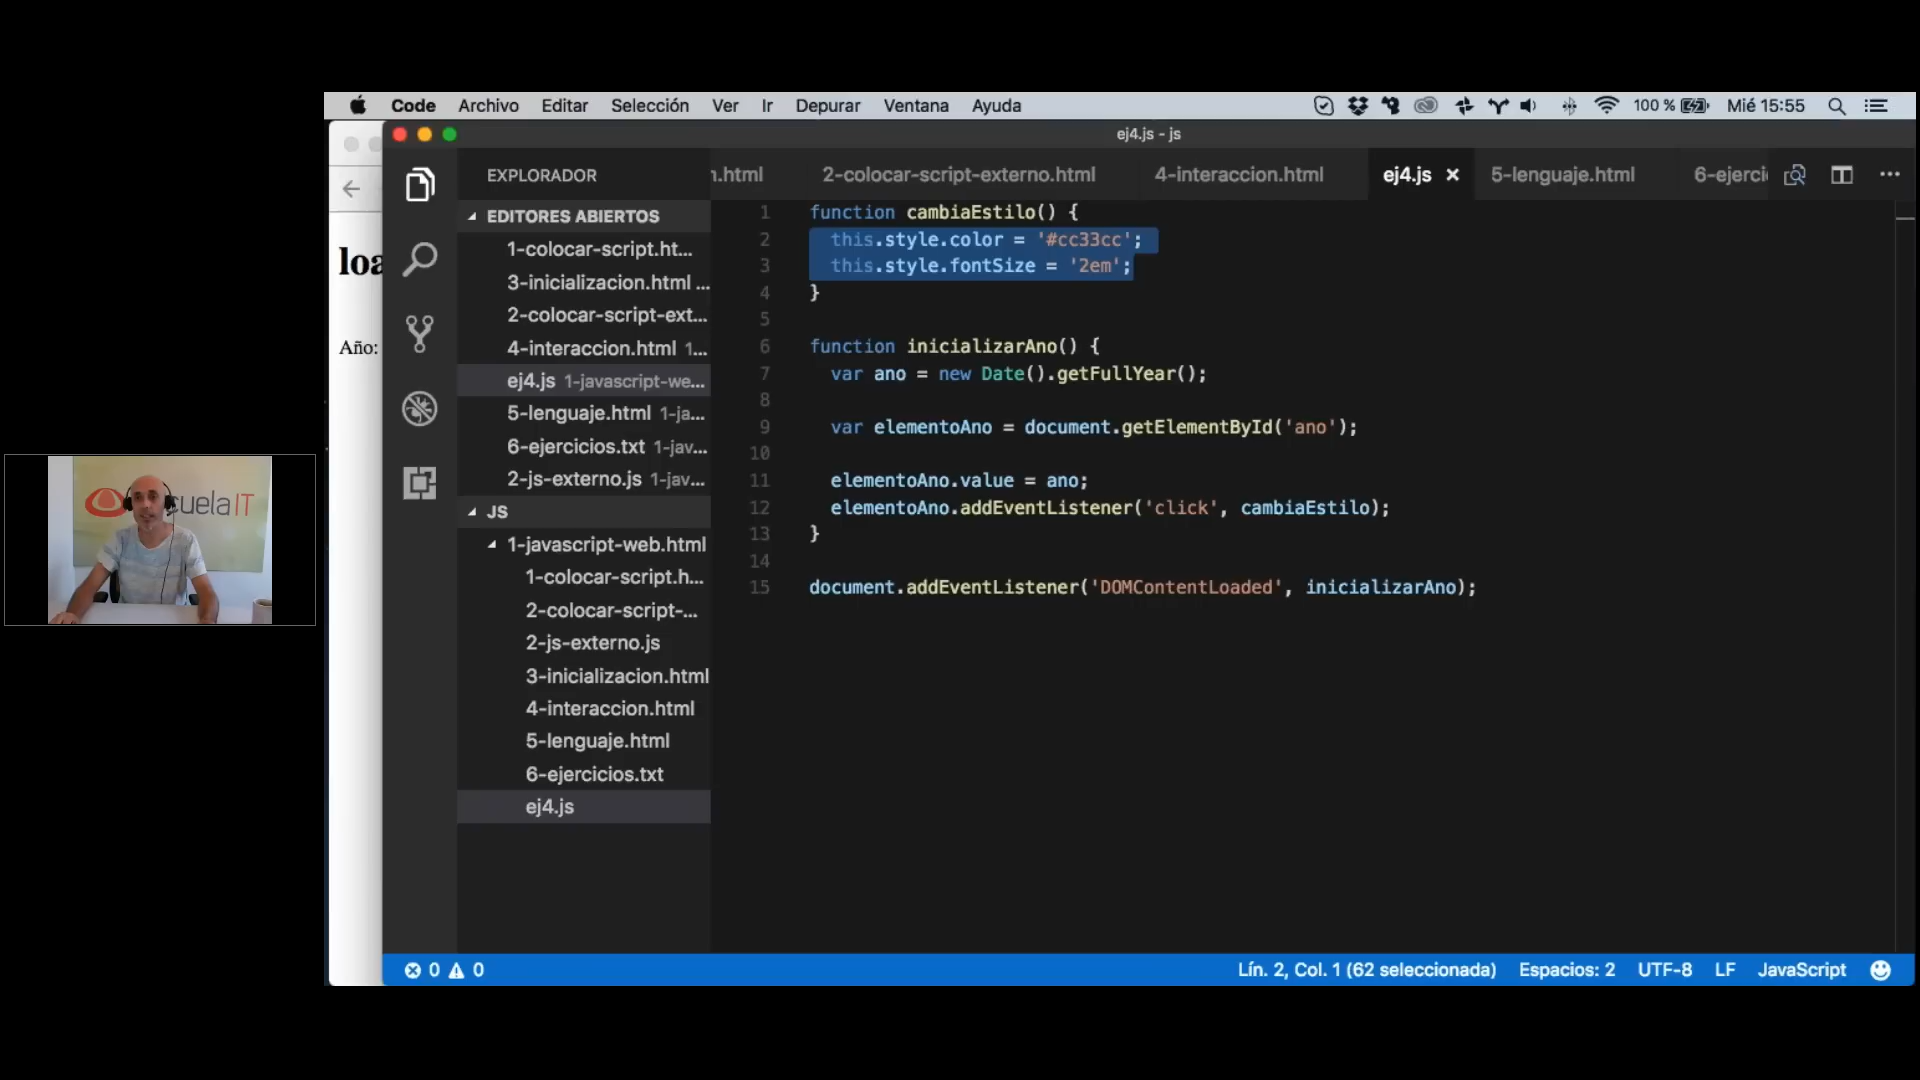 Code Archivo Editar Selección Ver Ir Depurar Ventana Ayuda 100 % Mié 15:55
ej4.js - js
loa
Año:
EXPLORADOR
EDITORES ABIERTOS
1-colocar-script.ht...
3-inicializacion.html ...
2-colocar-script-ext...
4-interaccion.html 1...
ej4.js 1-javascript-we...
5-lenguaje.html 1-ja...
6-ejercicios.txt 1-jav...
2-js-externo.js 1-jav...
JS
1-javascript-web.html
1-colocar-script.h...
2-colocar-script-...
2-js-externo.js
3-inicializacion.html
4-interaccion.html
5-lenguaje.html
6-ejercicios.txt
ej4.js
.html 2-colocar-script-externo.html 4-interaccion.html ej4.js 5-lenguaje.html 6-ejerci
1 function cambiaEstilo() {
2 this.style.color = '#cc33cc';
3 this.style.fontSize = '2em';
4 }
5
6 function inicializarAno() {
7 var ano = new Date().getFullYear();
8
9 var elementoAno = document.getElementById('ano');
10
11 elementoAno.value = ano;
12 elementoAno.addEventListener('click', cambiaEstilo);
13 }
14
15 document.addEventListener('DOMContentLoaded', inicializarAno);
0 0 Lín. 2, Col. 1 (62 seleccionada) Espacios: 2 UTF-8 LF JavaScript
cuelaIT